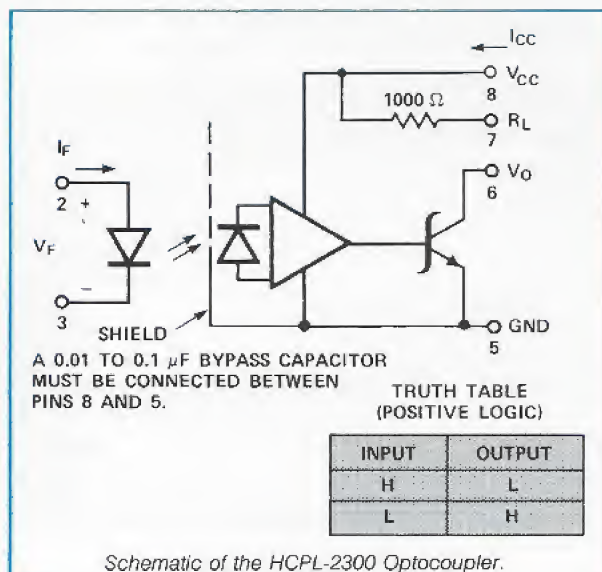 ICC
VCC
8
1000 Ω
RL
7
IF
VO
6
2
+
VF
−
3
SHIELD
GND
5
A 0.01 TO 0.1 μF BYPASS CAPACITOR
MUST BE CONNECTED BETWEEN
PINS 8 AND 5.
TRUTH TABLE
(POSITIVE LOGIC)
INPUT OUTPUT
H L
L H
Schematic of the HCPL-2300 Optocoupler.